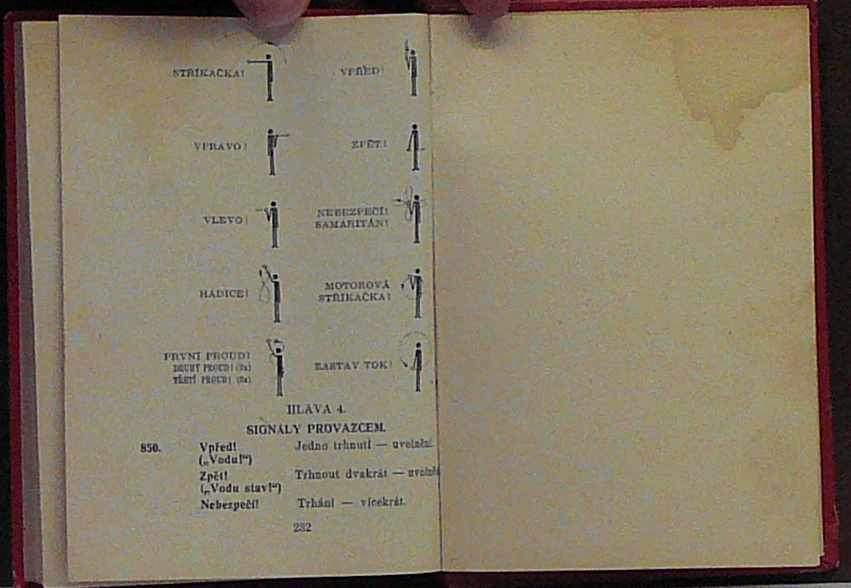 STŘÍKAČKA!
VPŘED!
VPRAVO!
ZPĚT!
VLEVO!
NEBEZPEČÍ!
SAMARITÁN!
HADICE!
MOTOROVÁ
STŘÍKAČKA!
PRVNÍ PROUD!
DRUHÝ PROUD! (2x)
TŘETÍ PROUD! (3x)
ZASTAV TOK!
HLAVA 4.
SIGNÁLY PROVAZCEM.
850. Vpřed! Jedno trhnutí — uvolnění.
(„Vodu!“)
Zpět! Trhnout dvakrát — uvolně
(„Vodu stav!“)
Nebezpečí! Trhání — vícekrát.
232